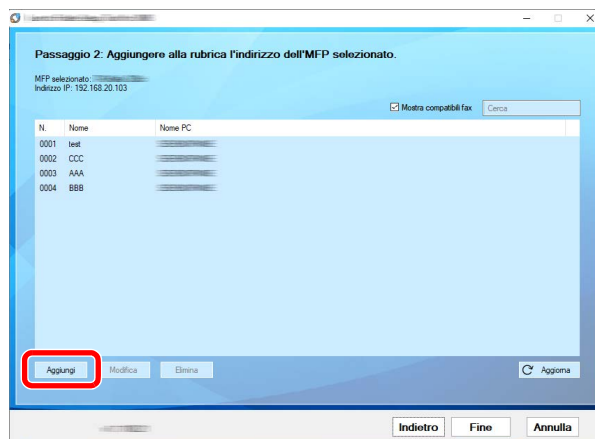 Passaggio 2: Aggiungere alla rubrica l'indirizzo dell'MFP selezionato.
MFP selezionato:
Indirizzo IP: 192.168.20.103
Mostra compatibili fax Cerca
N. Nome Nome PC
0001 test
0002 CCC
0003 AAA
0004 BBB
Aggiungi Modifica Elimina Aggiorna
Indietro Fine Annulla